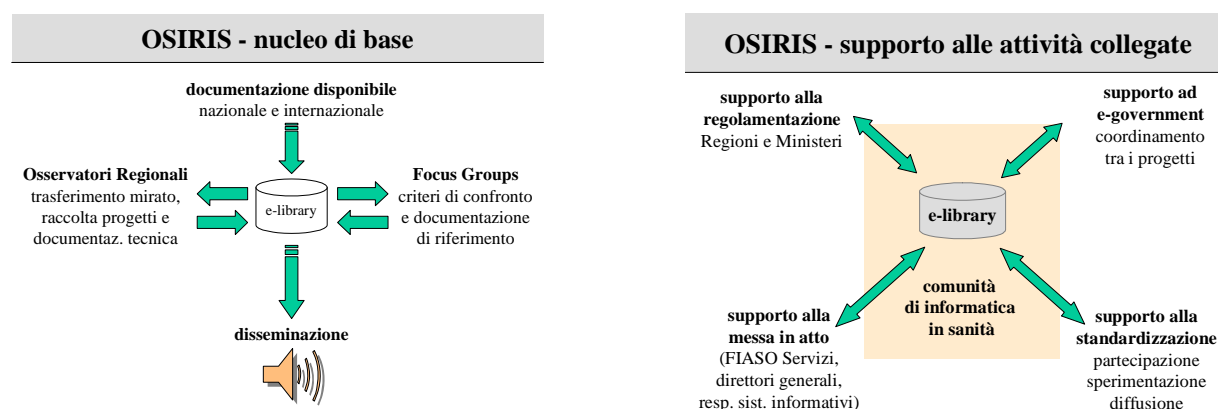 OSIRIS - nucleo di base
documentazione disponibile
nazionale e internazionale
Osservatori Regionali
trasferimento mirato,
raccolta progetti e
documentaz. tecnica
e-library
Focus Groups
criteri di confronto
e documentazione
di riferimento
disseminazione
OSIRIS - supporto alle attività collegate
supporto alla
regolamentazione
Regioni e Ministeri
supporto ad
e-government
coordinamento
tra i progetti
e-library
comunità
di informatica
in sanità
supporto alla
messa in atto
(FIASO Servizi,
direttori generali,
resp. sist. informativi)
supporto alla
standardizzazione
partecipazione
sperimentazione
diffusione